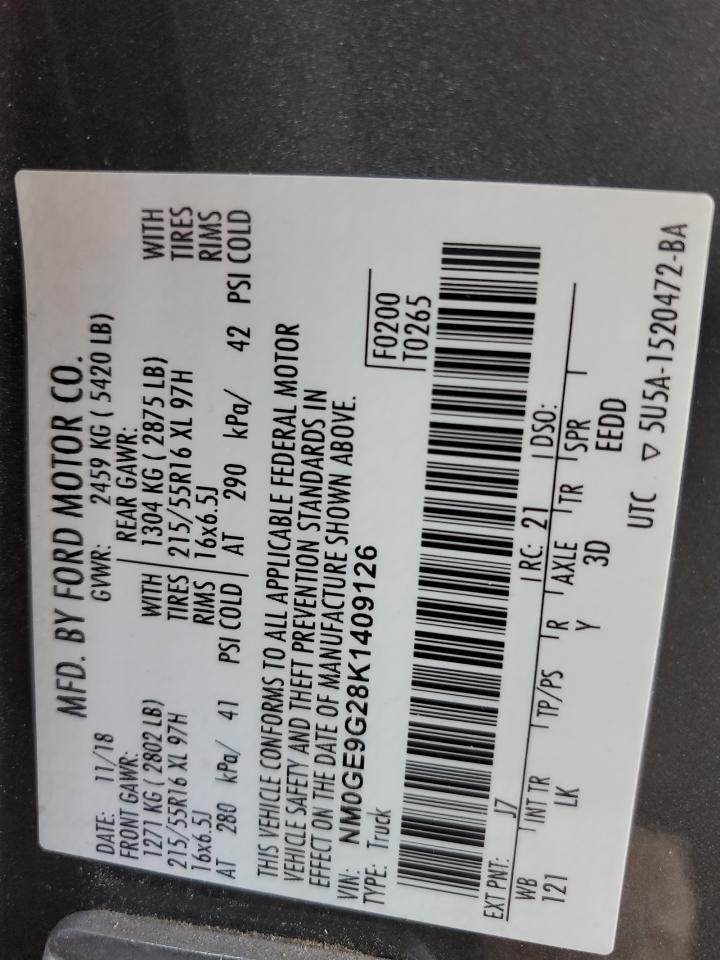 MFD. BY FORD MOTOR CO.
DATE: 11/18 GVWR: 2459 KG ( 5420 LB)
FRONT GAWR: REAR GAWR:
1271 KG ( 2802 LB) WITH 1304 KG ( 2875 LB) WITH
215/55R16 XL 97H TIRES 215/55R16 XL 97H TIRES
16x6.5J RIMS 16x6.5J RIMS
AT 280 kPa/ 41 PSI COLD AT 290 kPa/ 42 PSI COLD
THIS VEHICLE CONFORMS TO ALL APPLICABLE FEDERAL MOTOR
VEHICLE SAFETY AND THEFT PREVENTION STANDARDS IN
EFFECT ON THE DATE OF MANUFACTURE SHOWN ABOVE.
VIN: NM0GE9G28K1409126 F0200
TYPE: Truck T0265
EXT PNT: J7 RC: 21 DSO:
WB INT TR TP/PS R AXLE TR SPR
121 LK Y 3D EEDD
UTC ▽ 5U5A-1520472-BA